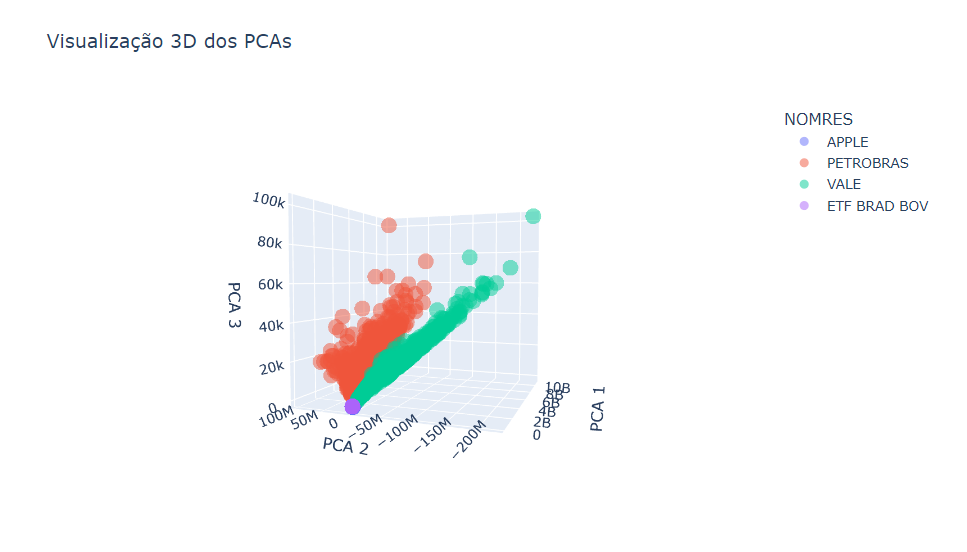 Visualização 3D dos PCAs
NOMRES
APPLE
PETROBRAS
VALE
ETF BRAD BOV
100k
80k
60k
40k
20k
0
PCA 3
100M
50M
0
−50M
−100M
−150M
−200M
PCA 2
10B
8B
6B
4B
2B
0
PCA 1